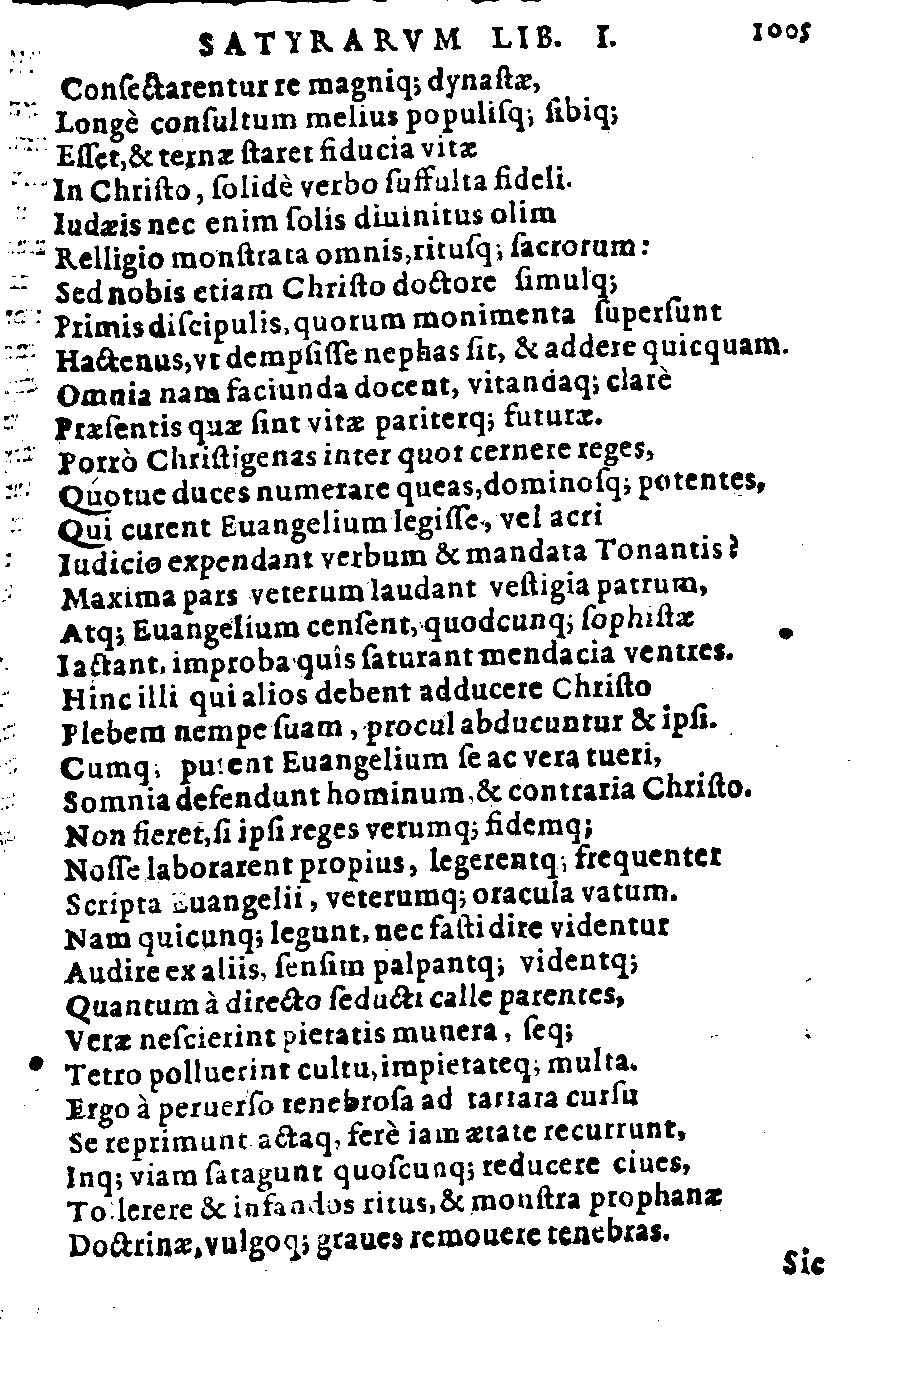 SATYRARVM LIB. I. 1005
Conſectarentur re magniq; dynaſtæ,
Longè conſultum melius populiſq; ſibiq;
Eſſet, & ternæ ſtaret fiducia vitæ
In Chriſto, ſolidè verbo ſuffulta fideli.
Iudæis nec enim ſolis diuinitus olim
Relligio monſtrata omnis, rituſq; ſacrorum:
Sed nobis etiam Chriſto doctore ſimulq;
Primis diſcipulis, quorum monimenta ſuperſunt
Hactenus, vt dempſiſſe nephas ſit, & addere quicquam.
Omnia nam faciunda docent, vitandaq; clarè
Præſentis quæ ſint vitæ pariterq; futuræ.
Porrò Chriſtigenas inter quot cernere reges,
Quotue duces numerare queas, dominoſq; potentes,
Qui curent Euangelium legiſſe, vel acri
Iudicio expendant verbum & mandata Tonantis?
Maxima pars veterum laudant veſtigia patrum,
Atq; Euangelium cenſent, quodcunq; ſophiſtæ
Iactant, improba quîs ſaturant mendacia ventres.
Hinc illi qui alios debent adducere Chriſto
Plebem nempe ſuam, procul abducuntur & ipſi.
Cumq; putent Euangelium ſe ac vera tueri,
Somnia defendunt hominum, & contraria Chriſto.
Non fieret, ſi ipſi reges verumq; fidemq;
Noſſe laborarent propius, legerentq; frequenter
Scripta Euangelii, veterumq; oracula vatum.
Nam quicunq; legunt, nec faſtidire videntur
Audire ex aliis, ſenſim palpantq; videntq;
Quantum à directo ſeducti calle parentes,
Veræ neſcierint pietatis munera, ſeq;
Tetro polluerint cultu, impietateq; multa.
Ergo à peruerſo tenebroſa ad tartara curſu
Se reprimunt actaq; ferè iam ætate recurrunt,
Inq; viam ſatagunt quoſcunq; reducere ciues,
Tollere & infandos ritus, & monſtra prophanæ
Doctrinæ, vulgoq; graues remouere tenebras.
Sic